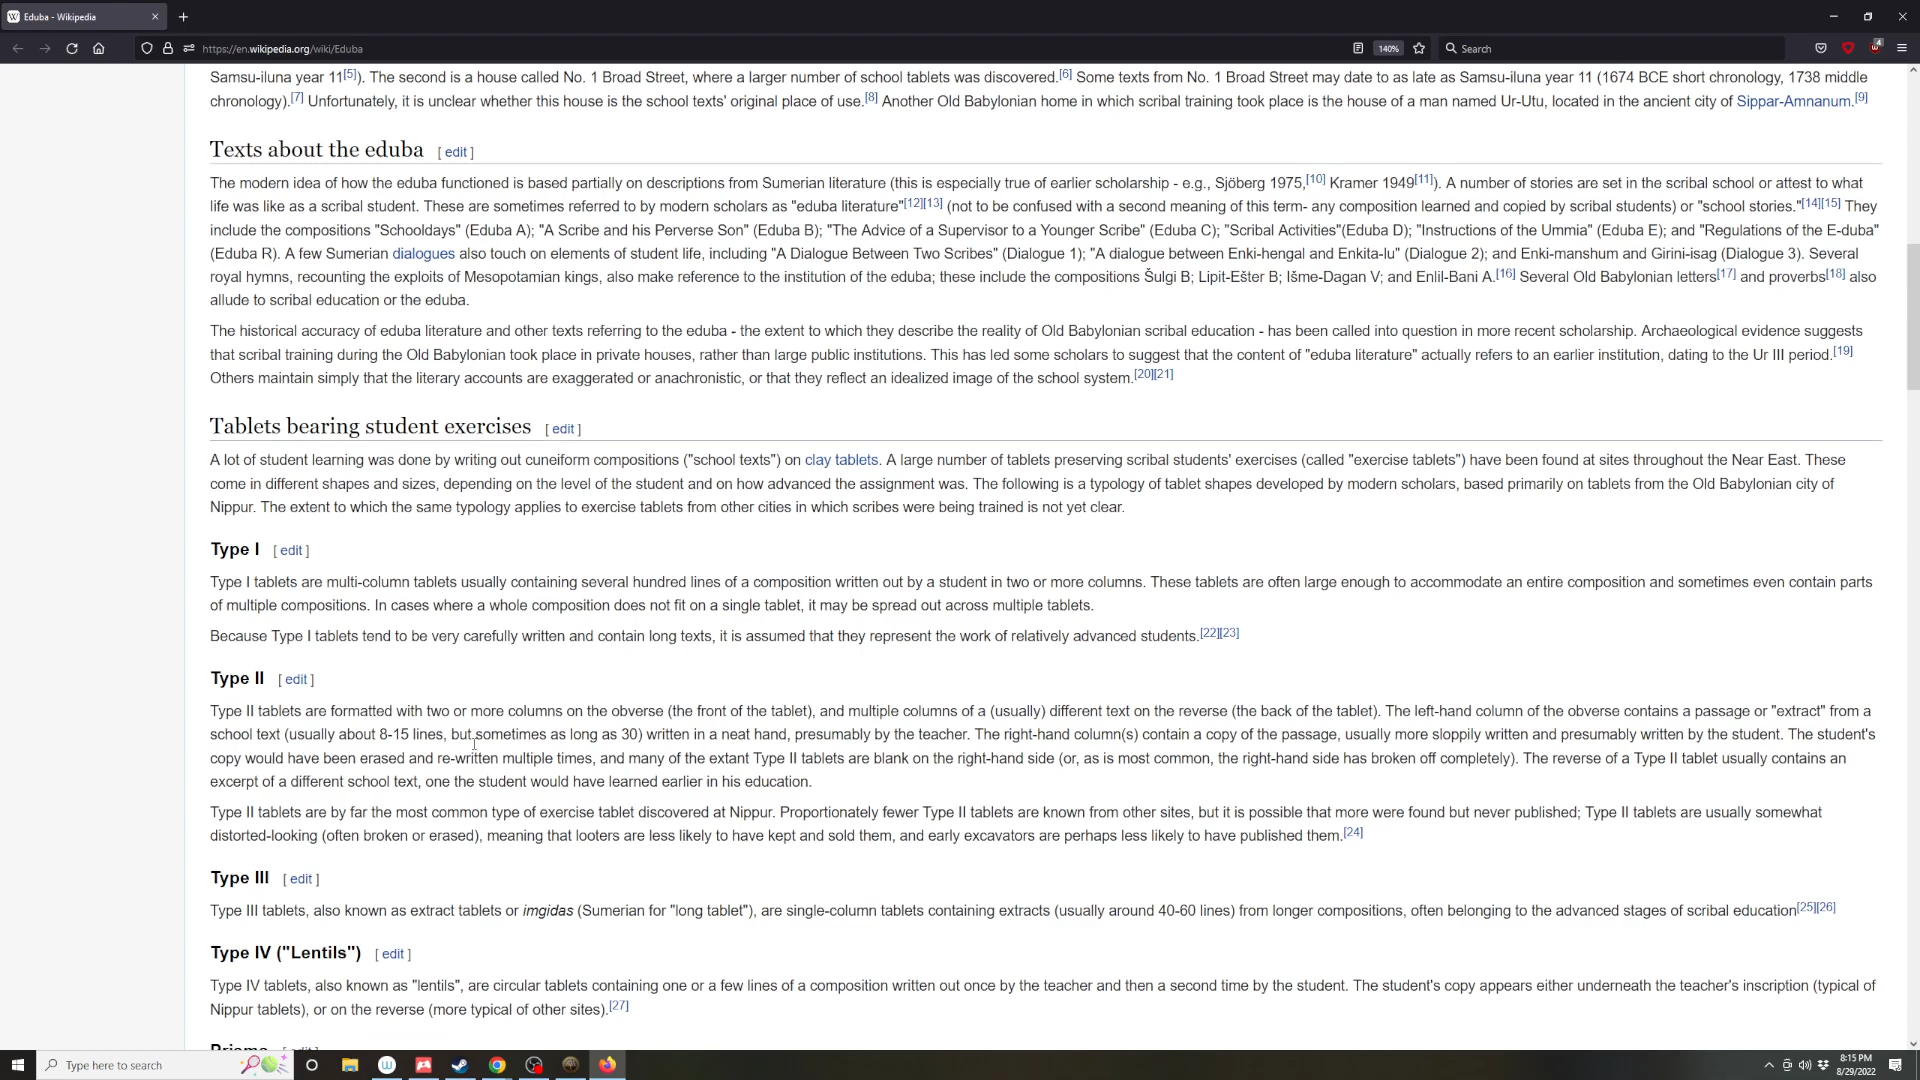 Eduba - Wikipedia
https://en.wikipedia.org/wiki/Eduba
140%
Search
4
Samsu-iluna year 11[5]). The second is a house called No. 1 Broad Street, where a larger number of school tablets was discovered.[6] Some texts from No. 1 Broad Street may date to as late as Samsu-iluna year 11 (1674 BCE short chronology, 1738 middle
chronology).[7] Unfortunately, it is unclear whether this house is the school texts' original place of use.[8] Another Old Babylonian home in which scribal training took place is the house of a man named Ur-Utu, located in the ancient city of Sippar-Amnanum.[9]
Texts about the eduba [ edit ]
The modern idea of how the eduba functioned is based partially on descriptions from Sumerian literature (this is especially true of earlier scholarship - e.g., Sjöberg 1975,[10] Kramer 1949[11]). A number of stories are set in the scribal school or attest to what
life was like as a scribal student. These are sometimes referred to by modern scholars as "eduba literature"[12][13] (not to be confused with a second meaning of this term- any composition learned and copied by scribal students) or "school stories."[14][15] They
include the compositions "Schooldays" (Eduba A); "A Scribe and his Perverse Son" (Eduba B); "The Advice of a Supervisor to a Younger Scribe" (Eduba C); "Scribal Activities"(Eduba D); "Instructions of the Ummia" (Eduba E); and "Regulations of the E-duba"
(Eduba R). A few Sumerian dialogues also touch on elements of student life, including "A Dialogue Between Two Scribes" (Dialogue 1); "A dialogue between Enki-hengal and Enkita-lu" (Dialogue 2); and Enki-manshum and Girini-isag (Dialogue 3). Several
royal hymns, recounting the exploits of Mesopotamian kings, also make reference to the institution of the eduba; these include the compositions Šulgi B; Lipit-Ešter B; Išme-Dagan V; and Enlil-Bani A.[16] Several Old Babylonian letters[17] and proverbs[18] also
allude to scribal education or the eduba.
The historical accuracy of eduba literature and other texts referring to the eduba - the extent to which they describe the reality of Old Babylonian scribal education - has been called into question in more recent scholarship. Archaeological evidence suggests
that scribal training during the Old Babylonian took place in private houses, rather than large public institutions. This has led some scholars to suggest that the content of "eduba literature" actually refers to an earlier institution, dating to the Ur III period.[19]
Others maintain simply that the literary accounts are exaggerated or anachronistic, or that they reflect an idealized image of the school system.[20][21]
Tablets bearing student exercises [ edit ]
A lot of student learning was done by writing out cuneiform compositions ("school texts") on clay tablets. A large number of tablets preserving scribal students' exercises (called "exercise tablets") have been found at sites throughout the Near East. These
come in different shapes and sizes, depending on the level of the student and on how advanced the assignment was. The following is a typology of tablet shapes developed by modern scholars, based primarily on tablets from the Old Babylonian city of
Nippur. The extent to which the same typology applies to exercise tablets from other cities in which scribes were being trained is not yet clear.
Type I [ edit ]
Type I tablets are multi-column tablets usually containing several hundred lines of a composition written out by a student in two or more columns. These tablets are often large enough to accommodate an entire composition and sometimes even contain parts
of multiple compositions. In cases where a whole composition does not fit on a single tablet, it may be spread out across multiple tablets.
Because Type I tablets tend to be very carefully written and contain long texts, it is assumed that they represent the work of relatively advanced students.[22][23]
Type II [ edit ]
Type II tablets are formatted with two or more columns on the obverse (the front of the tablet), and multiple columns of a (usually) different text on the reverse (the back of the tablet). The left-hand column of the obverse contains a passage or "extract" from a
school text (usually about 8-15 lines, but sometimes as long as 30) written in a neat hand, presumably by the teacher. The right-hand column(s) contain a copy of the passage, usually more sloppily written and presumably written by the student. The student's
copy would have been erased and re-written multiple times, and many of the extant Type II tablets are blank on the right-hand side (or, as is most common, the right-hand side has broken off completely). The reverse of a Type II tablet usually contains an
excerpt of a different school text, one the student would have learned earlier in his education.
Type II tablets are by far the most common type of exercise tablet discovered at Nippur. Proportionately fewer Type II tablets are known from other sites, but it is possible that more were found but never published; Type II tablets are usually somewhat
distorted-looking (often broken or erased), meaning that looters are less likely to have kept and sold them, and early excavators are perhaps less likely to have published them.[24]
Type III [ edit ]
Type III tablets, also known as extract tablets or imgidas (Sumerian for "long tablet"), are single-column tablets containing extracts (usually around 40-60 lines) from longer compositions, often belonging to the advanced stages of scribal education[25][26]
Type IV ("Lentils") [ edit ]
Type IV tablets, also known as "lentils", are circular tablets containing one or a few lines of a composition written out once by the teacher and then a second time by the student. The student's copy appears either underneath the teacher's inscription (typical of
Nippur tablets), or on the reverse (more typical of other sites).[27]
Prisms [ edit ]
Type here to search
8:15 PM
8/29/2022